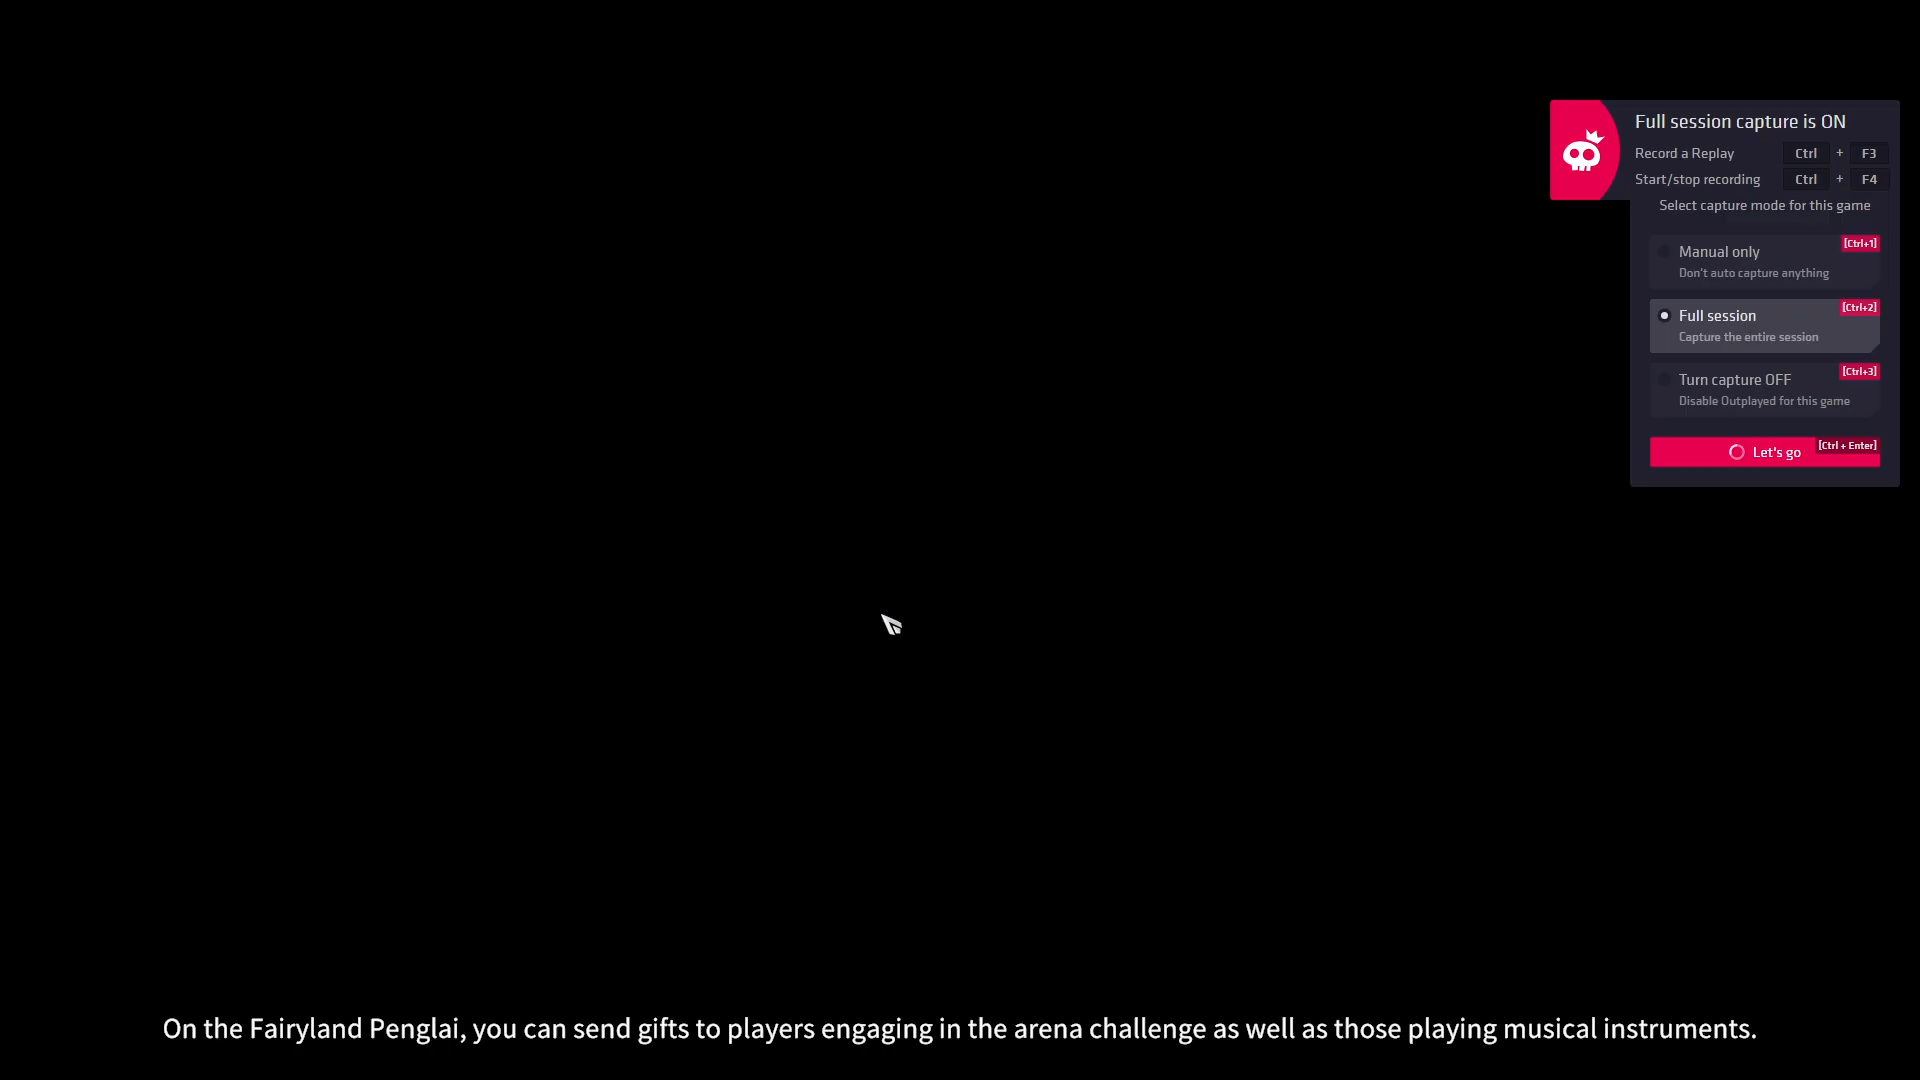 Full session capture is ON
Record a Replay Ctrl + F3
Start/stop recording Ctrl + F4
Select capture mode for this game
Manual only [Ctrl+1]
Don't auto capture anything
Full session [Ctrl+2]
Capture the entire session
Turn capture OFF [Ctrl+3]
Disable Outplayed for this game
Let's go [Ctrl + Enter]
On the Fairyland Penglai, you can send gifts to players engaging in the arena challenge as well as those playing musical instruments.